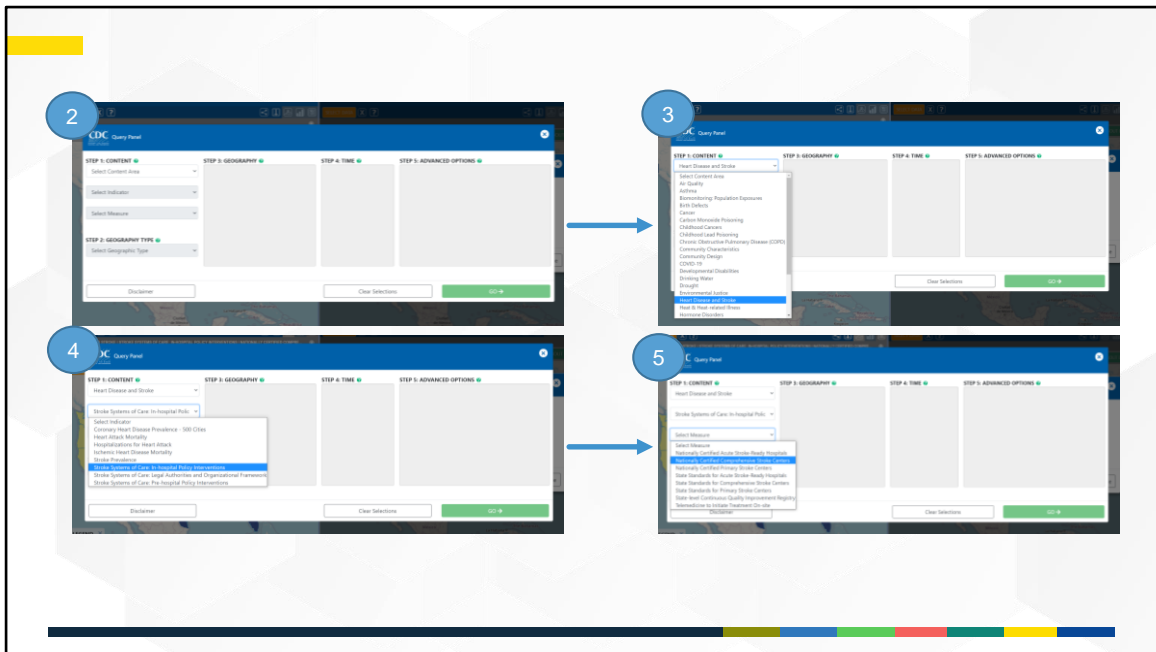 2
CDC Query Panel
STEP 1: CONTENT
STEP 3: GEOGRAPHY
STEP 4: TIME
STEP 5: ADVANCED OPTIONS
Select Content Area
Select Indicator
Select Measure
STEP 2: GEOGRAPHY TYPE
Select Geographic Type
Disclaimer
Clear Selections
GO
3
DC Query Panel
STEP 1: CONTENT
STEP 3: GEOGRAPHY
STEP 4: TIME
STEP 5: ADVANCED OPTIONS
Heart Disease and Stroke
Select Content Area
Air Quality
Asthma
Biomonitoring: Population Exposures
Birth Defects
Cancer
Carbon Monoxide Poisoning
Childhood Cancers
Childhood Lead Poisoning
Chronic Obstructive Pulmonary Disease (COPD)
Community Characteristics
Community Design
COVID-19
Developmental Disabilities
Drinking Water
Drought
Environmental Justice
Heart Disease and Stroke
Heat & Heat-related Illness
Hormone Disorders
Clear Selections
GO
4
DC Query Panel
STEP 1: CONTENT
STEP 3: GEOGRAPHY
STEP 4: TIME
STEP 5: ADVANCED OPTIONS
Heart Disease and Stroke
Stroke Systems of Care: In-hospital Polic
Select Indicator
Coronary Heart Disease Prevalence - 500 Cities
Heart Attack Mortality
Hospitalizations for Heart Attack
Ischemic Heart Disease Mortality
Stroke Prevalence
Stroke Systems of Care: In-hospital Policy Interventions
Stroke Systems of Care: Legal Authorities and Organizational Framework
Stroke Systems of Care: Pre-hospital Policy Interventions
Disclaimer
Clear Selections
GO
5
C Query Panel
STEP 1: CONTENT
STEP 3: GEOGRAPHY
STEP 4: TIME
STEP 5: ADVANCED OPTIONS
Heart Disease and Stroke
Stroke Systems of Care: In-hospital Polic
Select Measure
Select Measure
Nationally Certified Acute Stroke Ready Hospitals
Nationally Certified Comprehensive Stroke Centers
Nationally Certified Primary Stroke Centers
State Standards for Acute Stroke Ready Hospitals
State Standards for Comprehensive Stroke Centers
State Standards for Primary Stroke Centers
State-level Continuous Quality Improvement Registry
Telemedicine to Initiate Treatment On-site
Disclaimer
Clear Selections
GO